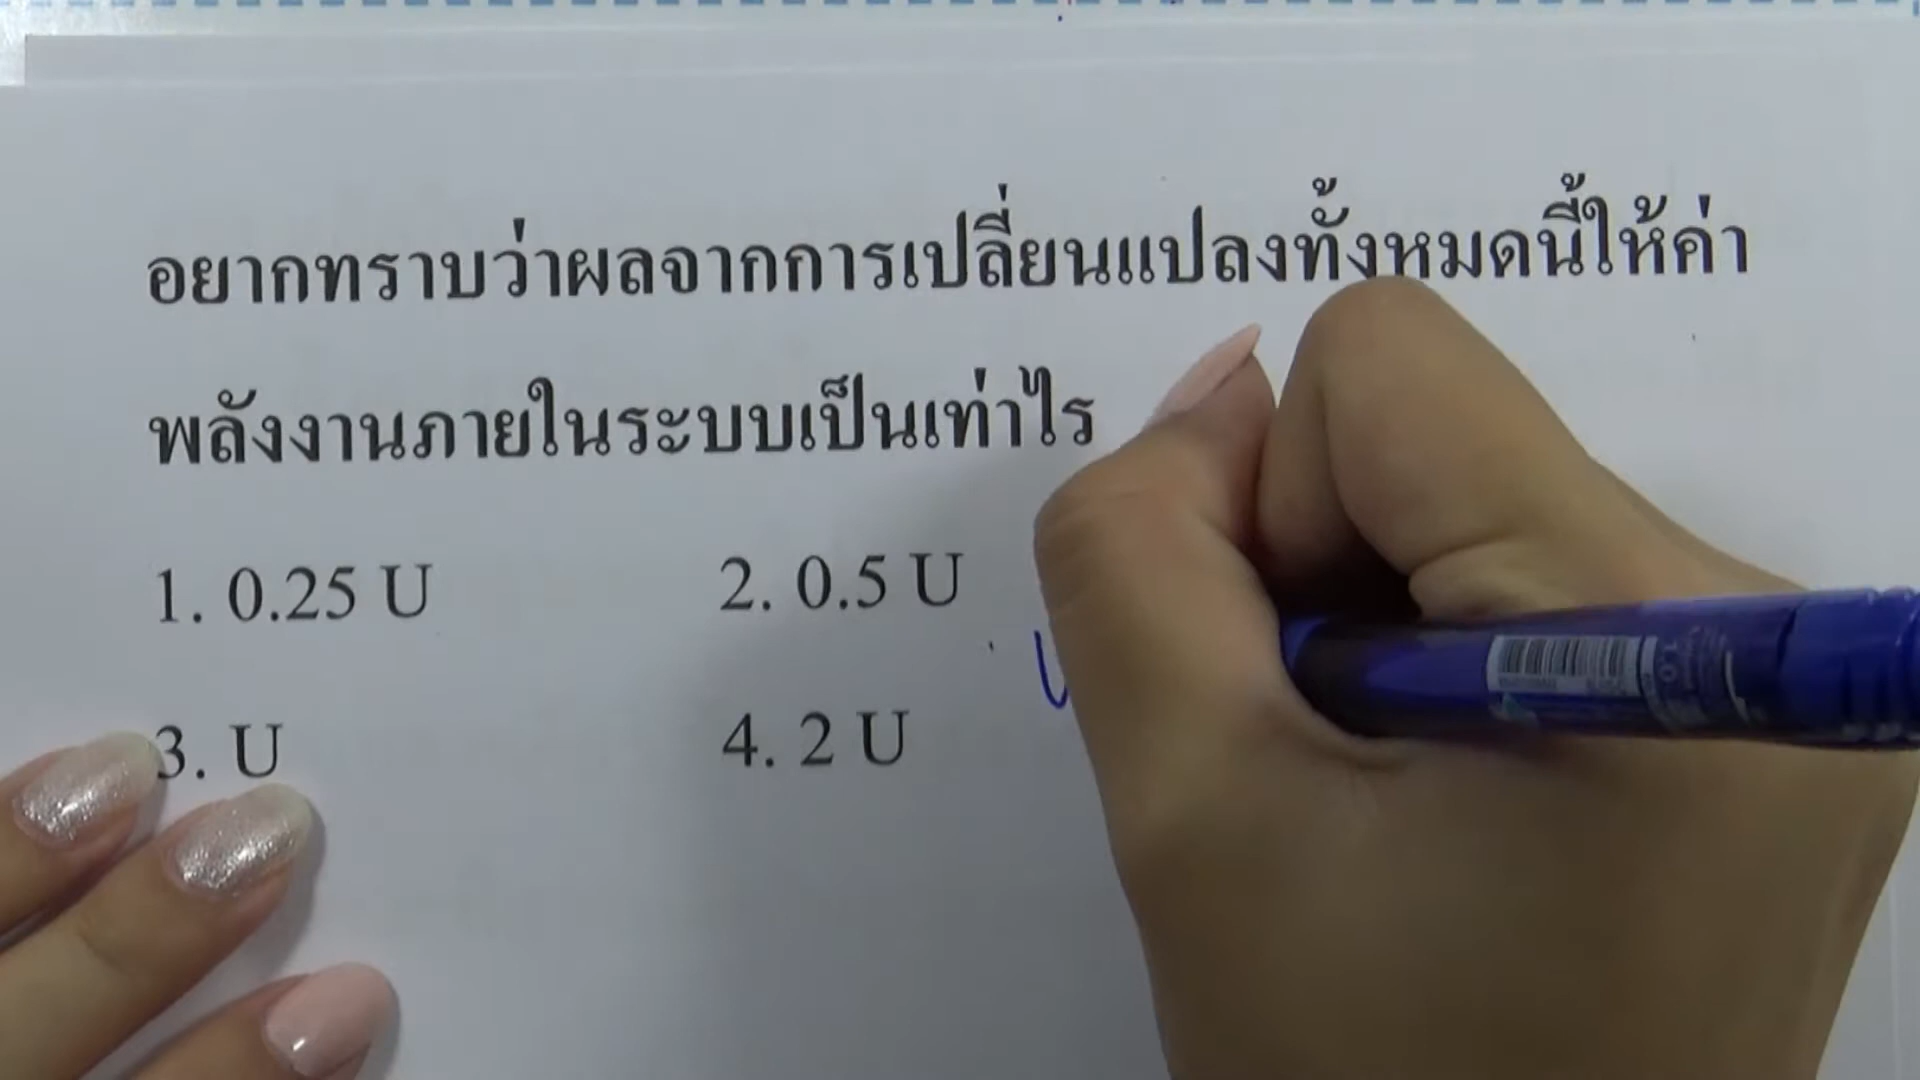 อยากทราบว่าผลจากการเปลี่ยนแปลงทั้งหมดนี้ให้ค่า
พลังงานภายในระบบเป็นเท่าไร
1. 0.25 U
2. 0.5 U
3. U
4. 2 U